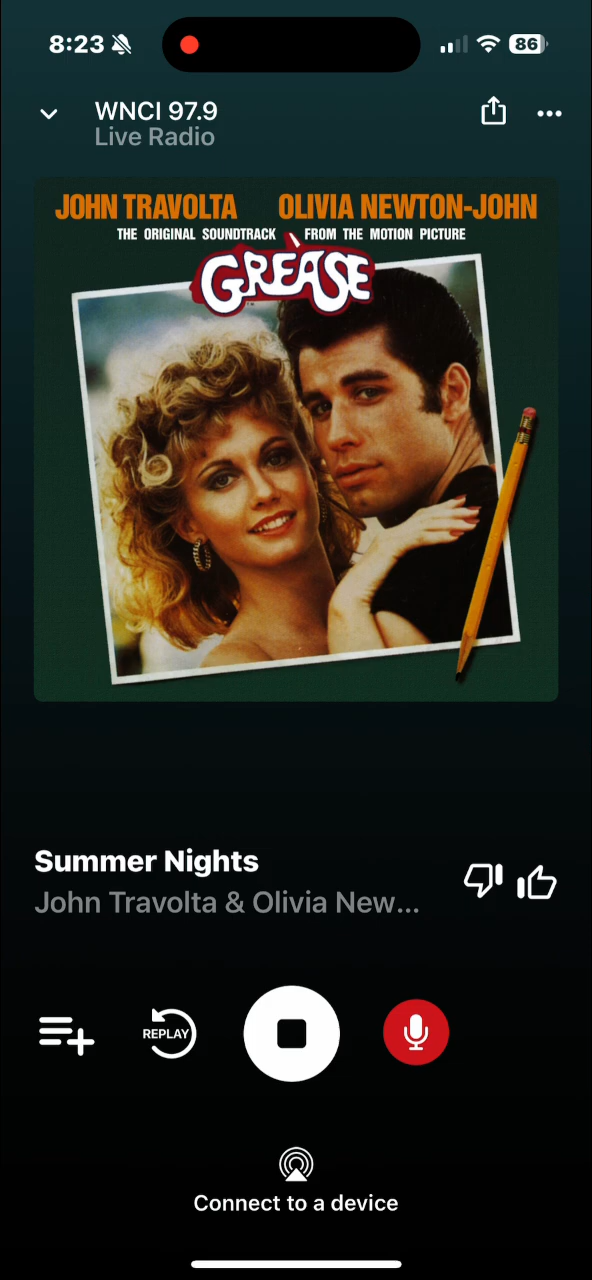 8:23
86
WNCI 97.9
Live Radio
JOHN TRAVOLTA OLIVIA NEWTON-JOHN
THE ORIGINAL SOUNDTRACK FROM THE MOTION PICTURE
GREASE
Summer Nights
John Travolta & Olivia New...
REPLAY
Connect to a device